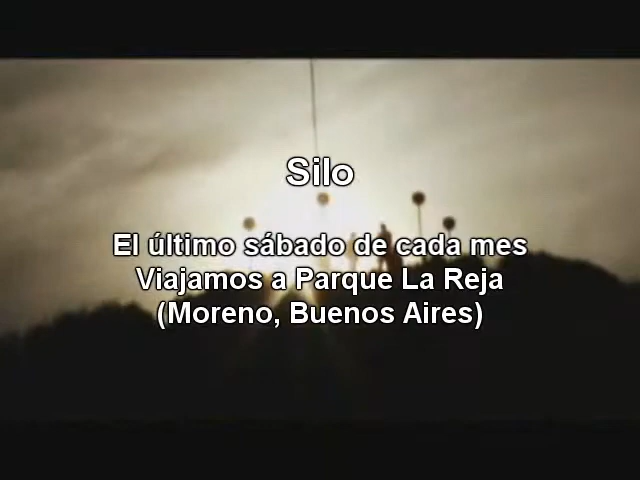 Silo
El último sábado de cada mes
Viajamos a Parque La Reja
(Moreno, Buenos Aires)